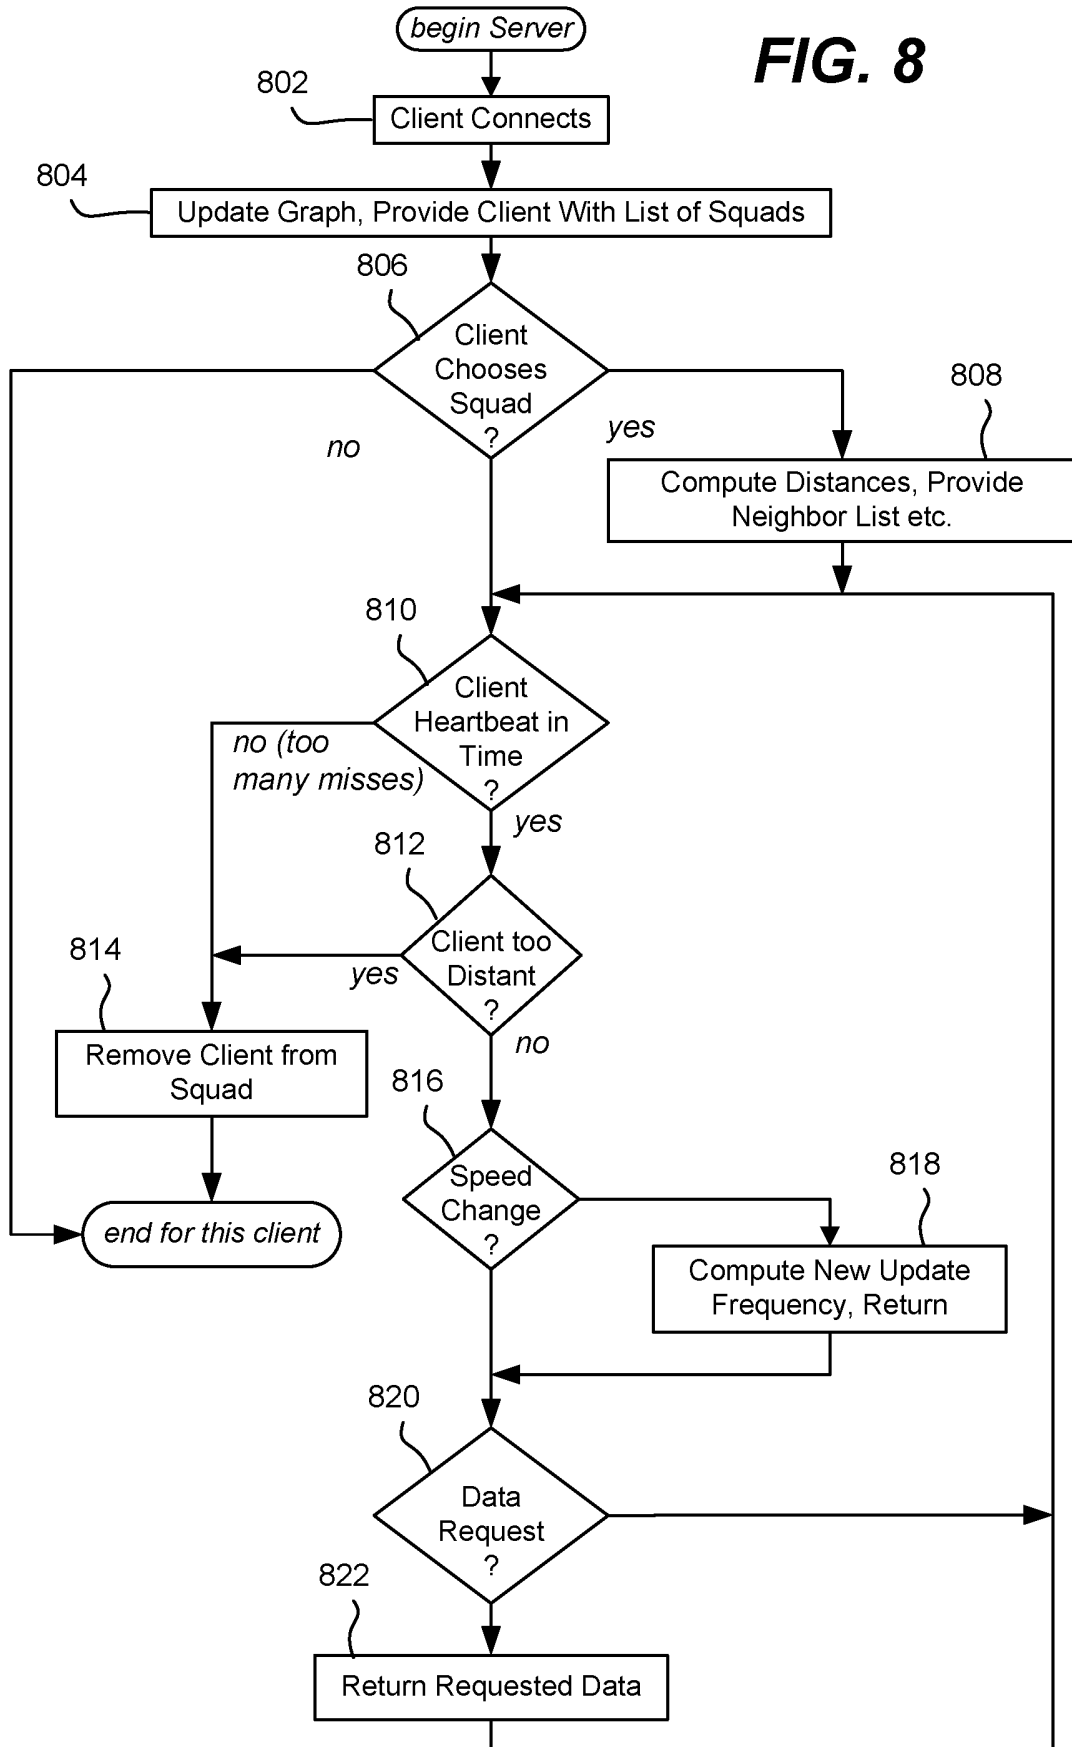 begin Server
FIG. 8
802
Client Connects
804
Update Graph, Provide Client With List of Squads
806
Client
Chooses
Squad
?
no
yes
808
Compute Distances, Provide
Neighbor List etc.
810
Client
Heartbeat in
Time
?
no (too
many misses)
yes
812
Client too
Distant
?
yes
no
814
Remove Client from
Squad
816
Speed
Change
?
818
Compute New Update
Frequency, Return
end for this client
820
Data
Request
?
822
Return Requested Data